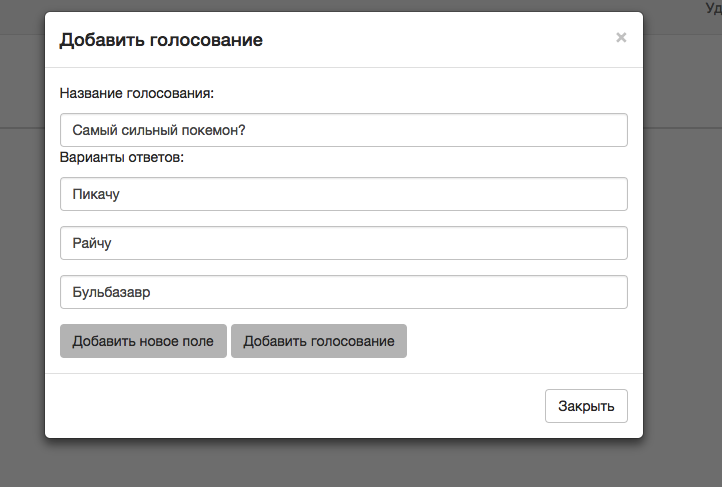 Уд
Добавить голосование
×
Название голосования:
Самый сильный покемон?
Варианты ответов:
Пикачу
Райчу
Бульбазавр
Добавить новое поле
Добавить голосование
Закрыть